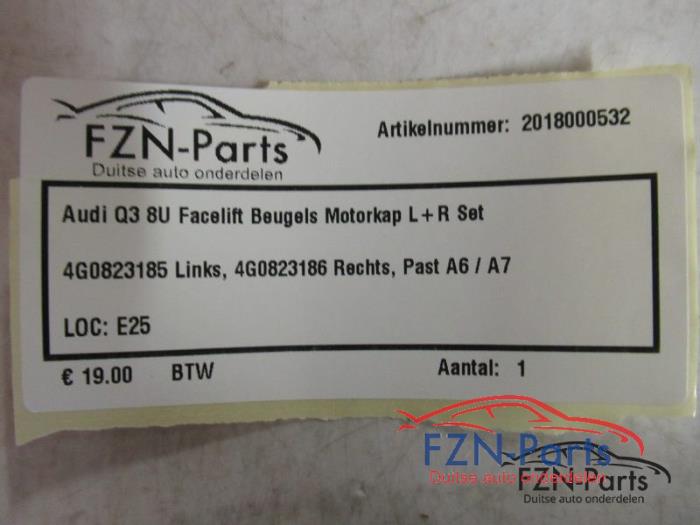 FZN-Parts
Duitse auto onderdelen
Artikelnummer: 2018000532
Audi Q3 8U Facelift Beugels Motorkap L+R Set
4G0823185 Links, 4G0823186 Rechts, Past A6 / A7
LOC: E25
€ 19.00 BTW Aantal: 1
FZN-Parts
Duitse auto onderdelen
FZN-Parts
Duitse auto onderdelen